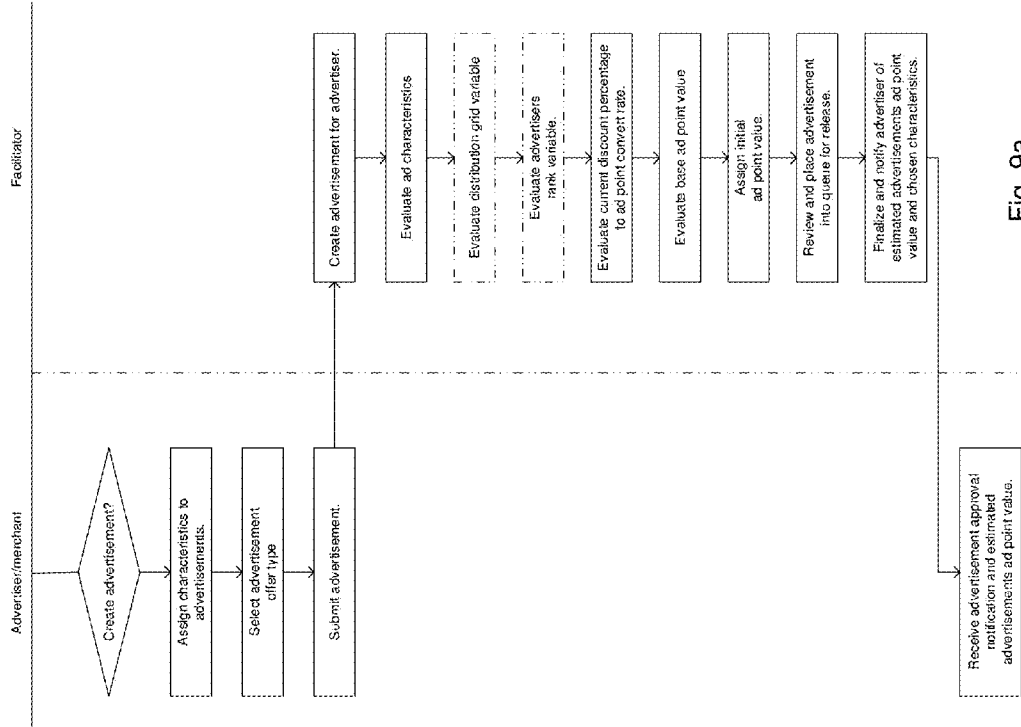 Advertiser/merchant
Facilitator
Create advertisement?
Assign characteristics to
advertisements.
Select advertisement
offer type
Submit advertisement.
Create advertisement for advertiser.
Evaluate ad characteristics
Evaluate distribution grid variable
Evaluate advertisers
rank variable.
Evaluate current discount percentage
to ad point convert rate.
Evaluate base ad point value
Assign initial
ad point value.
Review and place advertisement
into queue for release.
Finalize and notify advertiser of
estimated advertisements ad point
value and chosen characteristics.
Receive advertisement approval
notification and estimated
advertisements ad point value.
Fig. 9a